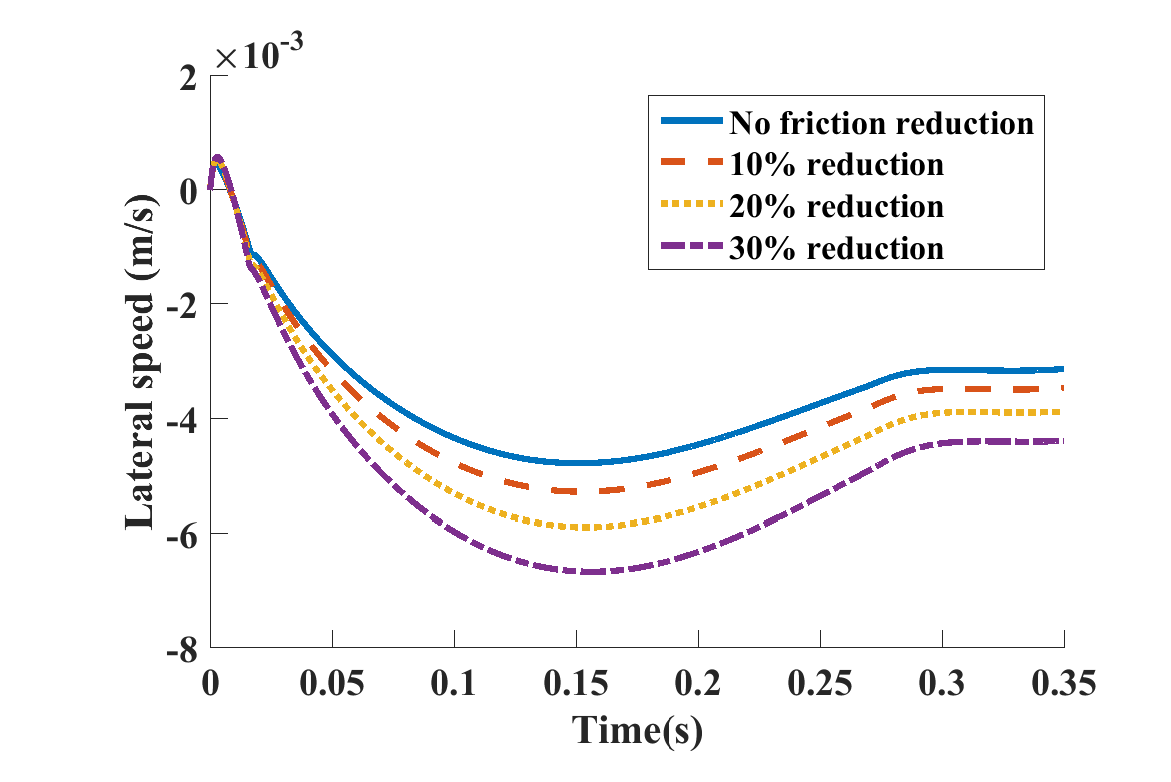 ×10-3
2
0
-2
-4
-6
-8
Lateral speed (m/s)
No friction reduction
10% reduction
20% reduction
30% reduction
0 0.05 0.1 0.15 0.2 0.25 0.3 0.35
Time(s)